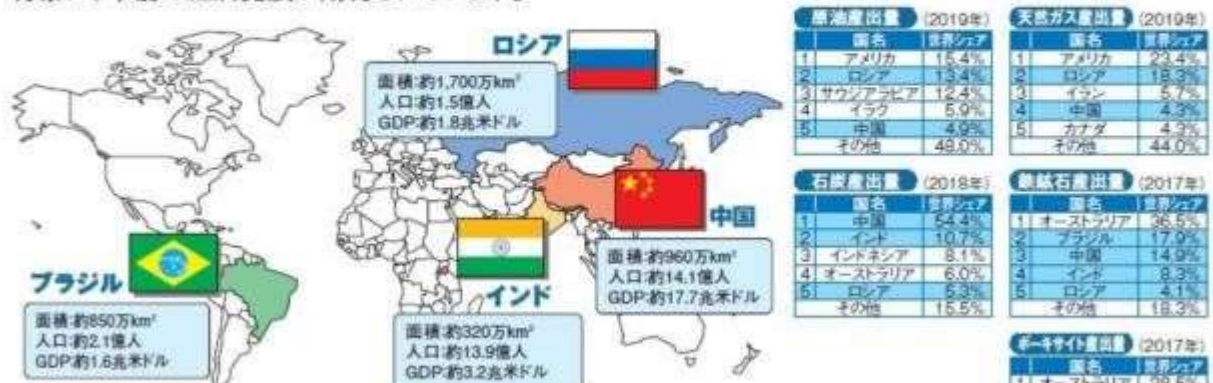 ロシア
面積:約1,700万km²
人口:約1.5億人
GDP:約1.8兆米ドル
中国
面積:約960万km²
人口:約14.1億人
GDP:約17.7兆米ドル
ブラジル
面積:約850万km²
人口:約2.1億人
GDP:約1.6兆米ドル
インド
面積:約320万km²
人口:約13.9億人
GDP:約3.2兆米ドル
原油産出量 (2019年)
国名 世界シェア
1 アメリカ 15.4%
2 ロシア 13.4%
3 サウジアラビア 12.4%
4 イラク 5.9%
5 中国 4.9%
その他 48.0%
天然ガス産出量 (2019年)
国名 世界シェア
1 アメリカ 23.4%
2 ロシア 18.3%
3 イラン 5.7%
4 中国 4.3%
5 カナダ 4.3%
その他 44.0%
石炭産出量 (2018年)
国名 世界シェア
1 中国 54.4%
2 インド 10.7%
3 インドネシア 8.1%
4 オーストラリア 6.0%
5 ロシア 5.3%
その他 15.5%
鉄鉱石産出量 (2017年)
国名 世界シェア
1 オーストラリア 36.5%
2 ブラジル 17.9%
3 中国 14.9%
4 インド 8.3%
5 ロシア 4.1%
その他 18.3%
ボーキサイト産出量 (2017年)
国名 世界シェア